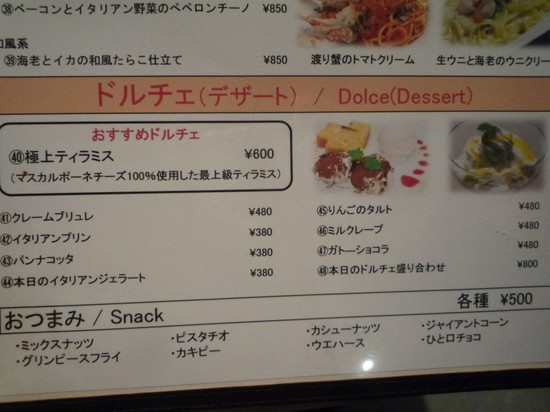 ㊳ベーコンとイタリアン野菜のペペロンチーノ ¥850
和風系
㊴海老とイカの和風たらこ仕立て ¥850
渡り蟹のトマトクリーム
生ウニと海老のウニクリー
ドルチェ(デザート) / Dolce(Dessert)
おすすめドルチェ
㊵極上ティラミス ¥600
(マスカルポーネチーズ100%使用した最上級ティラミス)
㊶クレームブリュレ ¥480
㊷イタリアンプリン ¥380
㊸パンナコッタ ¥380
㊹本日のイタリアンジェラート ¥380
㊺りんごのタルト ¥480
㊻ミルクレープ ¥480
㊼ガトーショコラ ¥480
㊽本日のドルチェ盛り合わせ ¥800
おつまみ / Snack 各種 ¥500
・ミックスナッツ
・グリンピースフライ
・ピスタチオ
・カキピー
・カシューナッツ
・ウエハース
・ジャイアントコーン
・ひと口チョコ